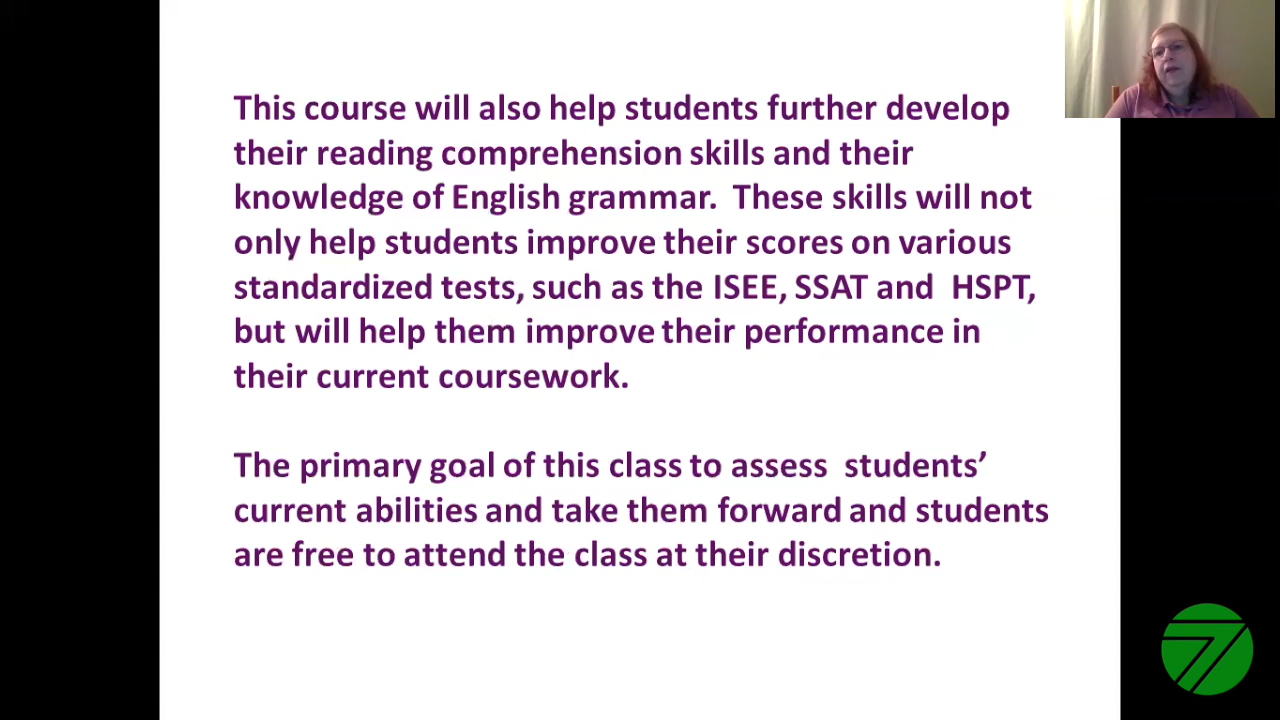 This course will also help students further develop
their reading comprehension skills and their
knowledge of English grammar.  These skills will not
only help students improve their scores on various
standardized tests, such as the ISEE, SSAT and  HSPT,
but will help them improve their performance in
their current coursework.
The primary goal of this class to assess  students’
current abilities and take them forward and students
are free to attend the class at their discretion.